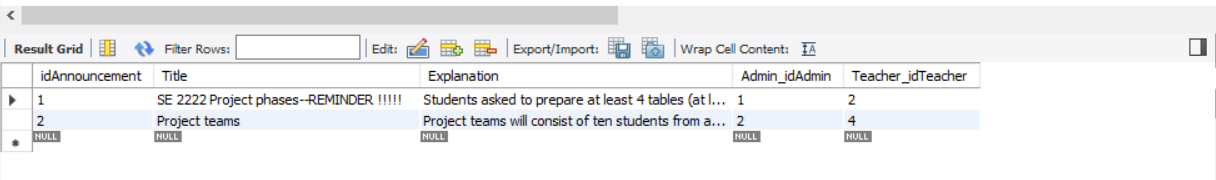 Result Grid Filter Rows: Edit: Export/Import: Wrap Cell Content: IA
idAnnouncement Title Explanation Admin_idAdmin Teacher_idTeacher
1 SE 2222 Project phases--REMINDER !!!!! Students asked to prepare at least 4 tables (at l... 1 2
2 Project teams Project teams will consist of ten students from a... 2 4
NULL NULL NULL NULL NULL